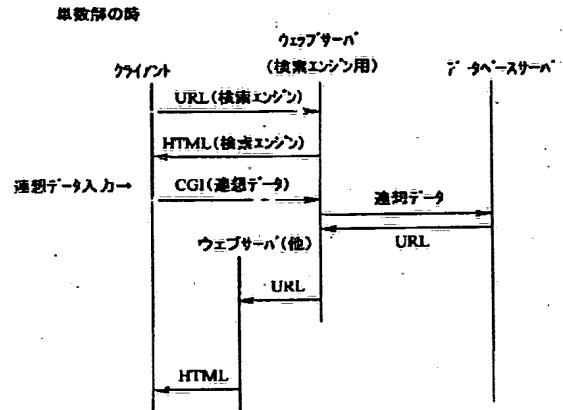 単数解の時
ウェブサーバ
クライアント
(検索エンジン用)
データベースサーバ
URL(検索エンジン)
HTML(検索エンジン)
連想データ入力→
CGI(連想データ)
連想データ
URL
ウェブサーバ(他)
URL
HTML